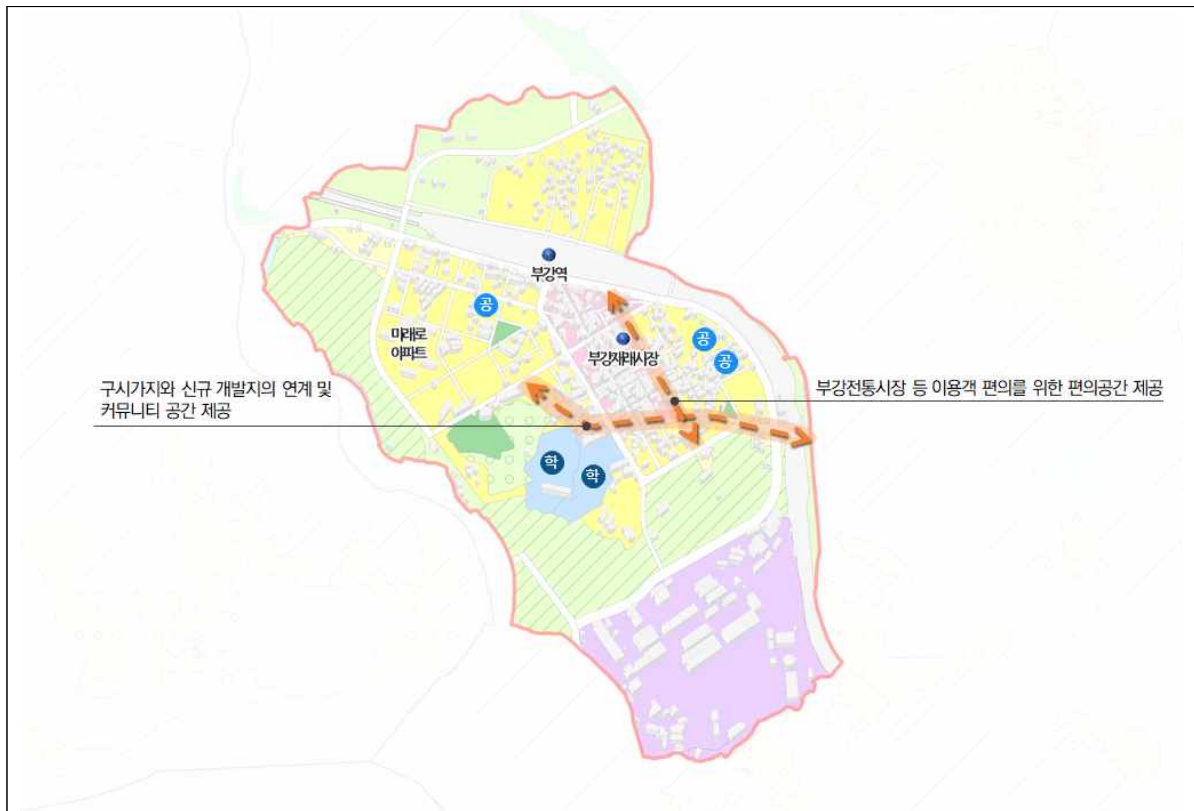 부강역
공
미래로
아파트
부강재래시장
공
공
구시가지와 신규 개발지의 연계 및
커뮤니티 공간 제공
부강전통시장 등 이용객 편의를 위한 편의공간 제공
학
학